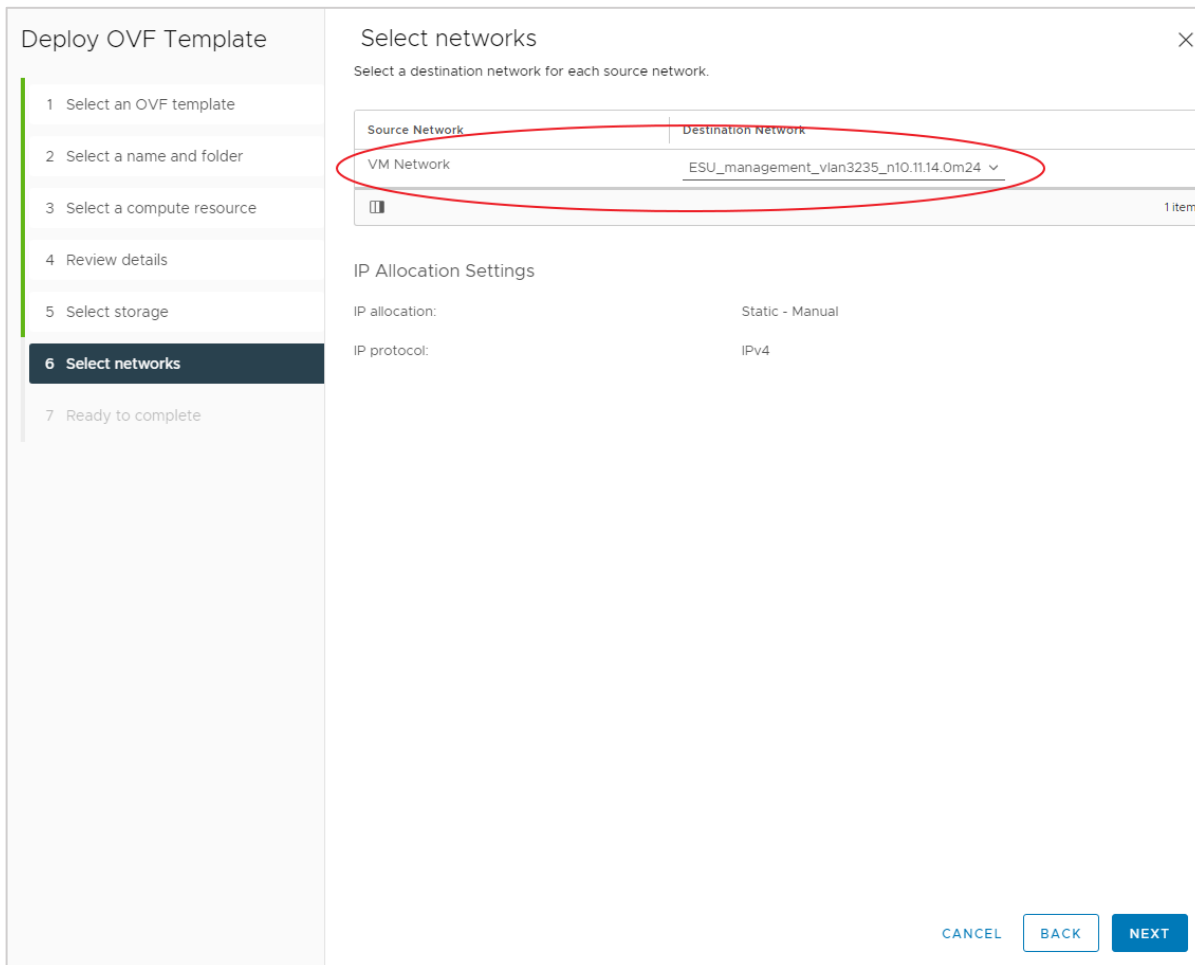 Deploy OVF Template
1 Select an OVF template
2 Select a name and folder
3 Select a compute resource
4 Review details
5 Select storage
6 Select networks
7 Ready to complete
Select networks
Select a destination network for each source network.
Source Network Destination Network
VM Network ESU_management_vlan3235_n10.11.14.0m24
1 item
IP Allocation Settings
IP allocation: Static - Manual
IP protocol: IPv4
CANCEL BACK NEXT